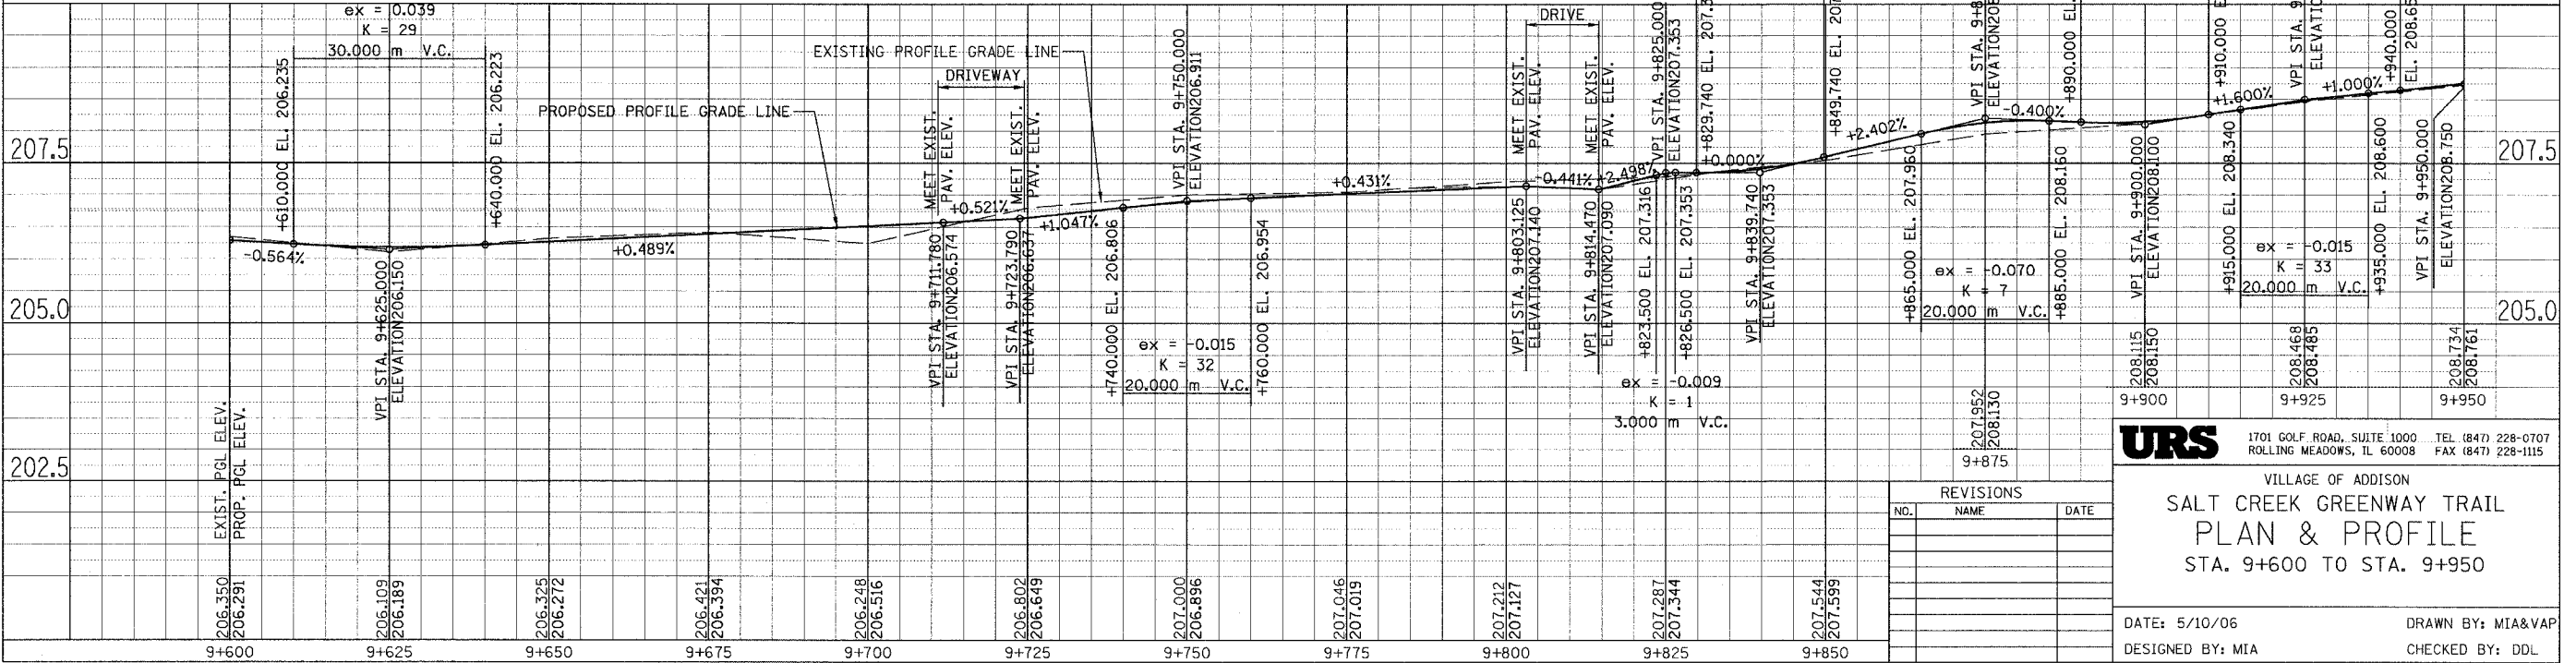 ex = 0.039
K = 29
30.000 m V.C.
+610.000 EL. 206.235
+640.000 EL. 206.223
-0.564%
VPI STA. 9+625.000
ELEVATION206.150
PROPOSED PROFILE GRADE LINE
EXISTING PROFILE GRADE LINE
+0.489%
DRIVEWAY
MEET EXIST.
PAV. ELEV.
MEET EXIST.
PAV. ELEV.
+0.521%
VPI STA. 9+711.780
ELEVATION206.574
VPI STA. 9+723.790
ELEVATION206.637
+1.047%
+740.000 EL. 206.806
VPI STA. 9+750.000
ELEVATION206.911
ex = -0.015
K = 32
20.000 m V.C.
+760.000 EL. 206.954
+0.431%
DRIVE
MEET EXIST.
PAV. ELEV.
MEET EXIST.
PAV. ELEV.
VPI STA. 9+803.125
ELEVATION207.140
-0.441%
VPI STA. 9+814.470
ELEVATION207.090
+2.498%
VPI STA. 9+825.000
ELEVATION207.353
+823.500 EL. 207.316
+826.500 EL. 207.353
ex = -0.009
K = 1
3.000 m V.C.
+829.740 EL. 207.3
+0.000%
VPI STA. 9+839.740
ELEVATION207.353
+849.740 EL. 207
+2.402%
+865.000 EL. 207.960
VPI STA. 9+8
ELEVATION208
ex = -0.070
K = 7
20.000 m V.C.
-0.400%
+885.000 EL. 208.160
+890.000 EL.
VPI STA. 9+900.000
ELEVATION208.100
+910.000 E
+1.600%
+915.000 EL. 208.340
VPI STA. 9
ELEVATIO
ex = -0.015
K = 33
20.000 m V.C.
+1.000%
+935.000 EL. 208.600
+940.000
EL. 208.65
VPI STA. 9+950.000
ELEVATION208.750
207.5
205.0
202.5
207.5
205.0
EXIST. PGL ELEV.
PROP. PGL ELEV.
206.350
206.291
9+600
206.109
206.189
9+625
206.325
206.272
9+650
206.421
206.394
9+675
206.248
206.516
9+700
206.802
206.649
9+725
207.000
206.896
9+750
207.046
207.019
9+775
207.212
207.127
9+800
207.287
207.344
9+825
207.544
207.599
9+850
207.952
208.130
9+875
208.115
208.150
9+900
208.468
208.485
9+925
208.734
208.761
9+950
REVISIONS
NO. NAME DATE
URS
1701 GOLF ROAD, SUITE 1000 TEL (847) 228-0707
ROLLING MEADOWS, IL 60008 FAX (847) 228-1115
VILLAGE OF ADDISON
SALT CREEK GREENWAY TRAIL
PLAN & PROFILE
STA. 9+600 TO STA. 9+950
DATE: 5/10/06 DRAWN BY: MIA&VAP
DESIGNED BY: MIA CHECKED BY: DDL